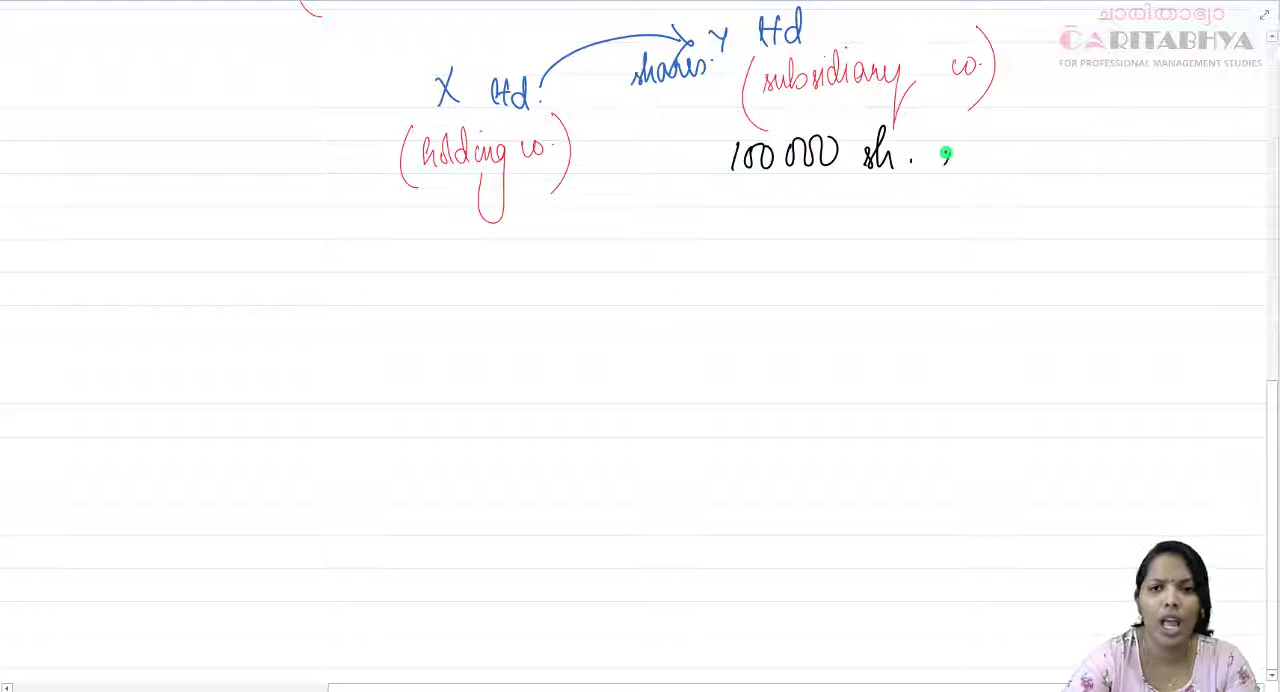 ചാരിതാഭ്യാ
CARITABHYA
FOR PROFESSIONAL MANAGEMENT STUDIES
X Ltd.
(holding co.)
shares.
Y Ltd
(subsidiary co.)
100000 sh.